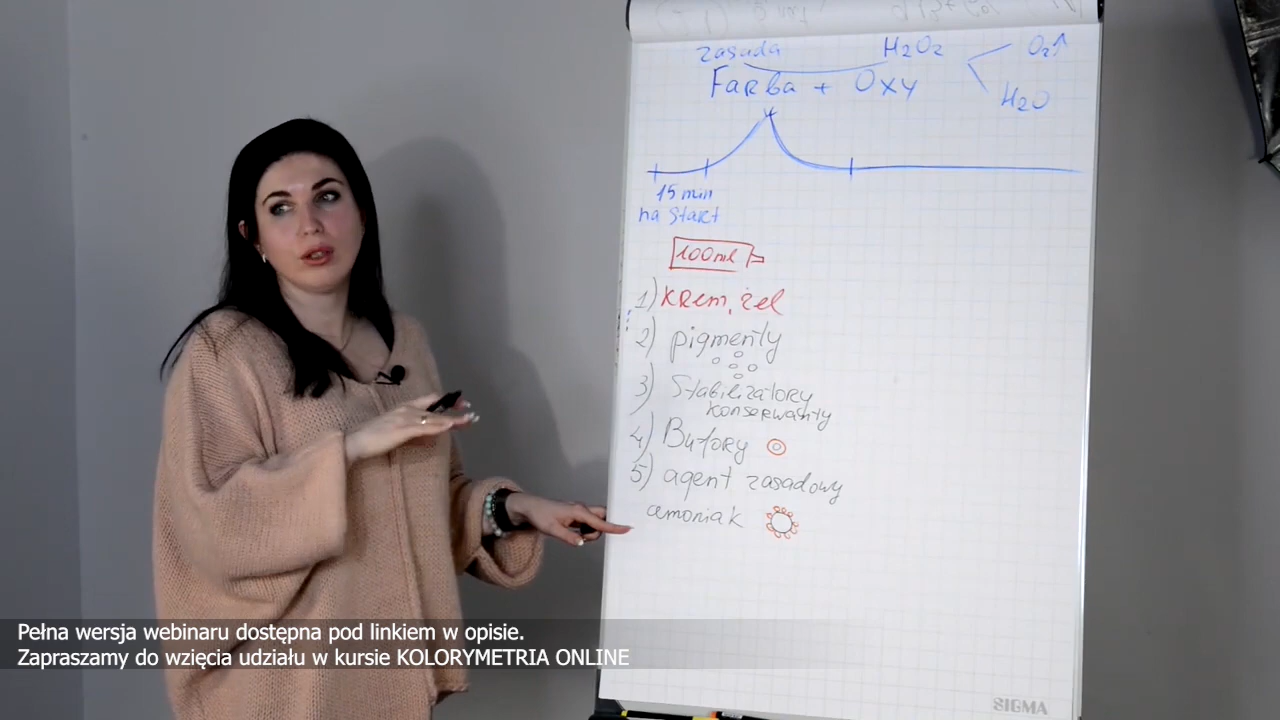 zasada H2O2 O2↑
Farba + Oxy H2O
15 min
na start
100ml
1) Krem, żel
2) pigmenty
3) Stabilizatory
konserwanty
4) Bufory
5) agent zasadowy
amoniak
Pełna wersja webinaru dostępna pod linkiem w opisie.
Zapraszamy do wzięcia udziału w kursie KOLORYMETRIA ONLINE
SIGMA